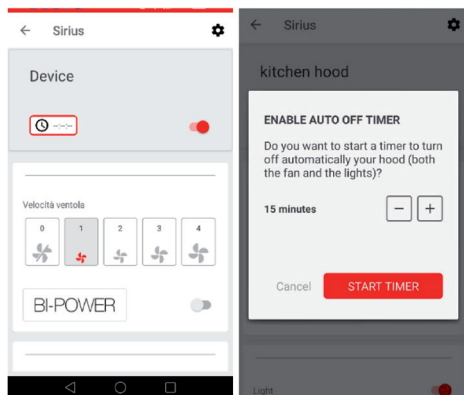 Sirius
Device
--:--
Velocità ventola
0 1 2 3 4
BI-POWER
Sirius
kitchen hood
ENABLE AUTO OFF TIMER
Do you want to start a timer to turn
off automatically your hood (both
the fan and the lights)?
15 minutes
Cancel START TIMER
Light